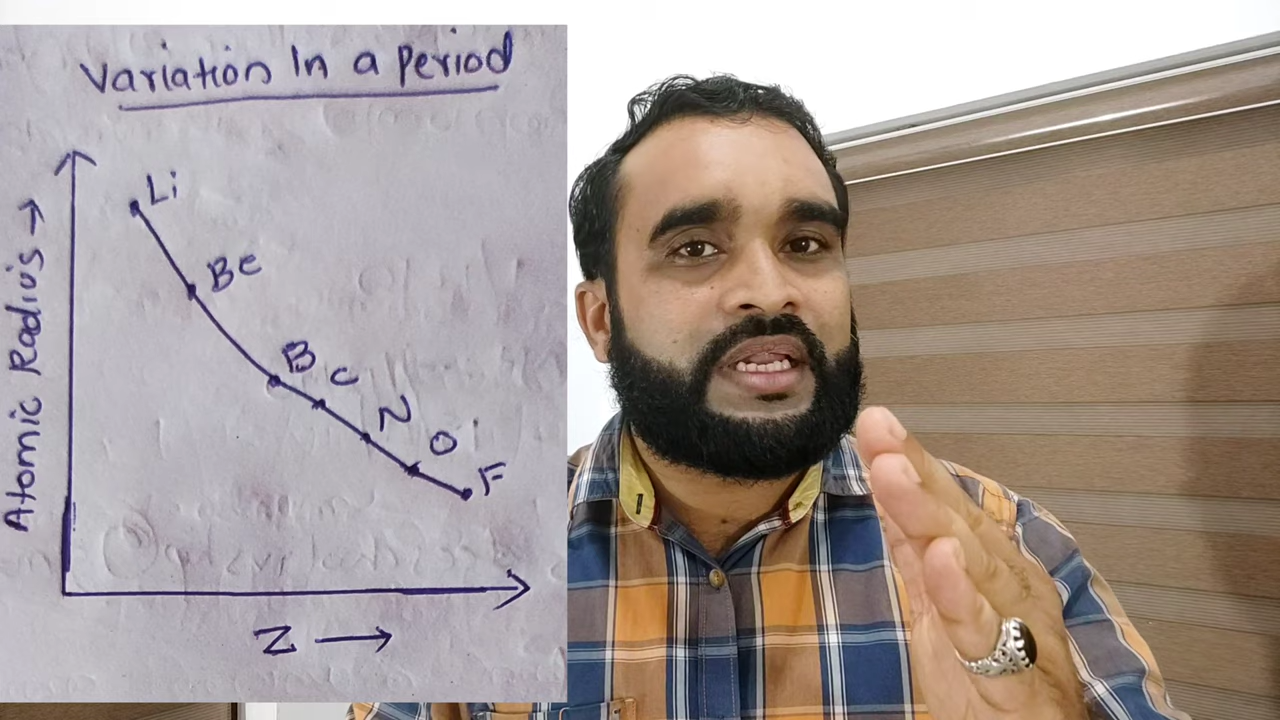 Variation In a Period
Atomic Radius →
Li
Be
B
C
N
O
F
Z →